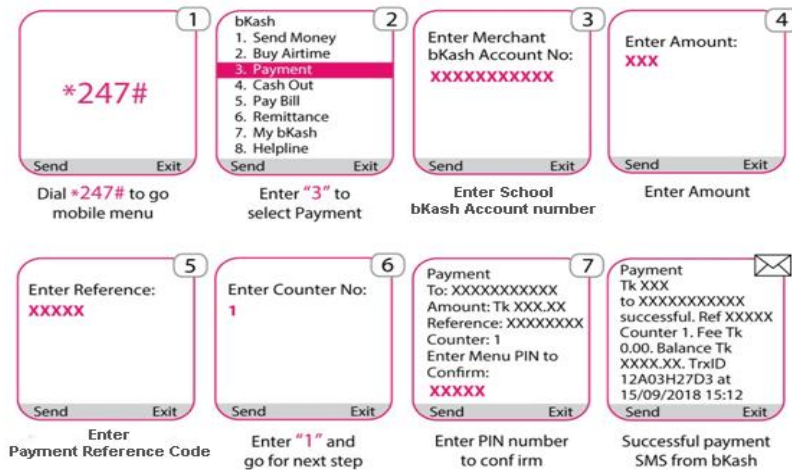 1
*247#
Send Exit
Dial *247# to go
mobile menu
2
bKash
1. Send Money
2. Buy Airtime
3. Payment
4. Cash Out
5. Pay Bill
6. Remittance
7. My bKash
8. Helpline
Send Exit
Enter "3" to
select Payment
3
Enter Merchant
bKash Account No:
XXXXXXXXXXX
Send Exit
Enter School
bKash Account number
4
Enter Amount:
XXX
Send Exit
Enter Amount
5
Enter Reference:
XXXXX
Send Exit
Enter
Payment Reference Code
6
Enter Counter No:
1
Send Exit
Enter "1" and
go for next step
7
Payment
To: XXXXXXXXXXX
Amount: Tk XXX.XX
Reference: XXXXXXXX
Counter: 1
Enter Menu PIN to
Confirm:
XXXXX
Send Exit
Enter PIN number
to conf irm
Payment
Tk XXX
to XXXXXXXXXXX
successful. Ref XXXXX
Counter 1. Fee Tk
0.00. Balance Tk
XXXX.XX. TrxID
12A03H27D3 at
15/09/2018 15:12
Send Exit
Successful payment
SMS from bKash